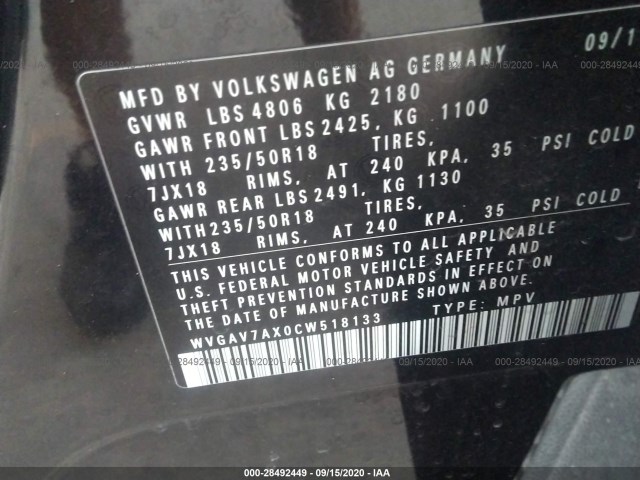 MFD BY VOLKSWAGEN AG GERMANY 09/1
GVWR LBS 4806 KG 2180
GAWR FRONT LBS 2425, KG 1100
WITH 235/50R18 TIRES,
7JX18 RIMS, AT 240 KPA, 35 PSI COLD
GAWR REAR LBS 2491, KG 1130
WITH235/50R18 TIRES,
7JX18 RIMS, AT 240 KPA, 35 PSI COLD
THIS VEHICLE CONFORMS TO ALL APPLICABLE
U.S. FEDERAL MOTOR VEHICLE SAFETY AND
THEFT PREVENTION STANDARDS IN EFFECT ON
THE DATE OF MANUFACTURE SHOWN ABOVE.
WVGAV7AX0CW518133 TYPE: MPV
000-28492449 - 09/15/2020 - IAA